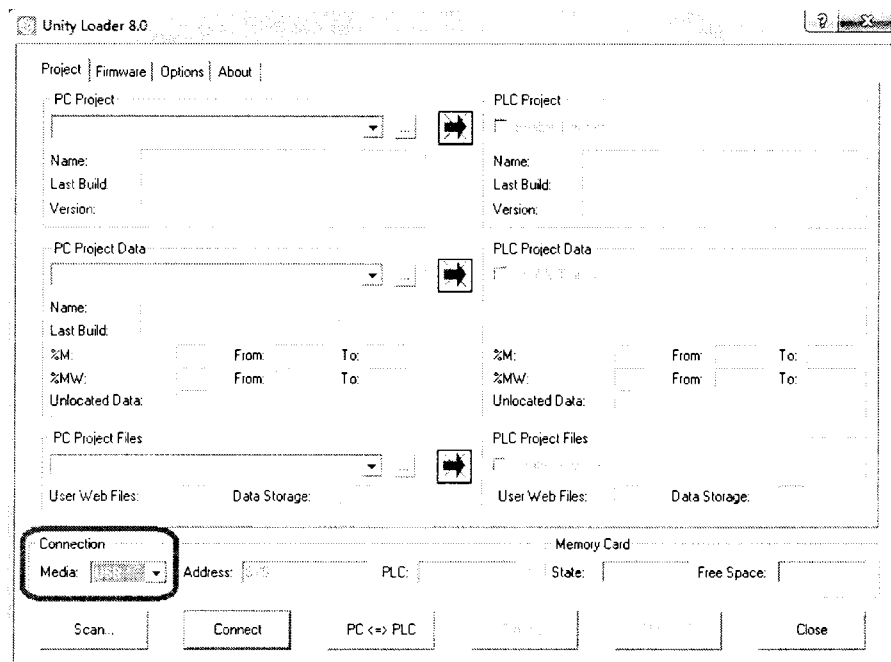 Unity Loader 8.0
Project Firmware Options About
PC Project PLC Project
...
Name: Name:
Last Build: Last Build:
Version: Version:
PC Project Data PLC Project Data
...
Name:
Last Build:
%M: From: To: %M: From: To:
%MW: From: To: %MW: From: To:
Unlocated Data: Unlocated Data:
PC Project Files PLC Project Files
...
User Web Files: Data Storage: User Web Files: Data Storage:
Connection Memory Card
Media: Address: PLC: State: Free Space:
Scan... Connect PC <=> PLC Close